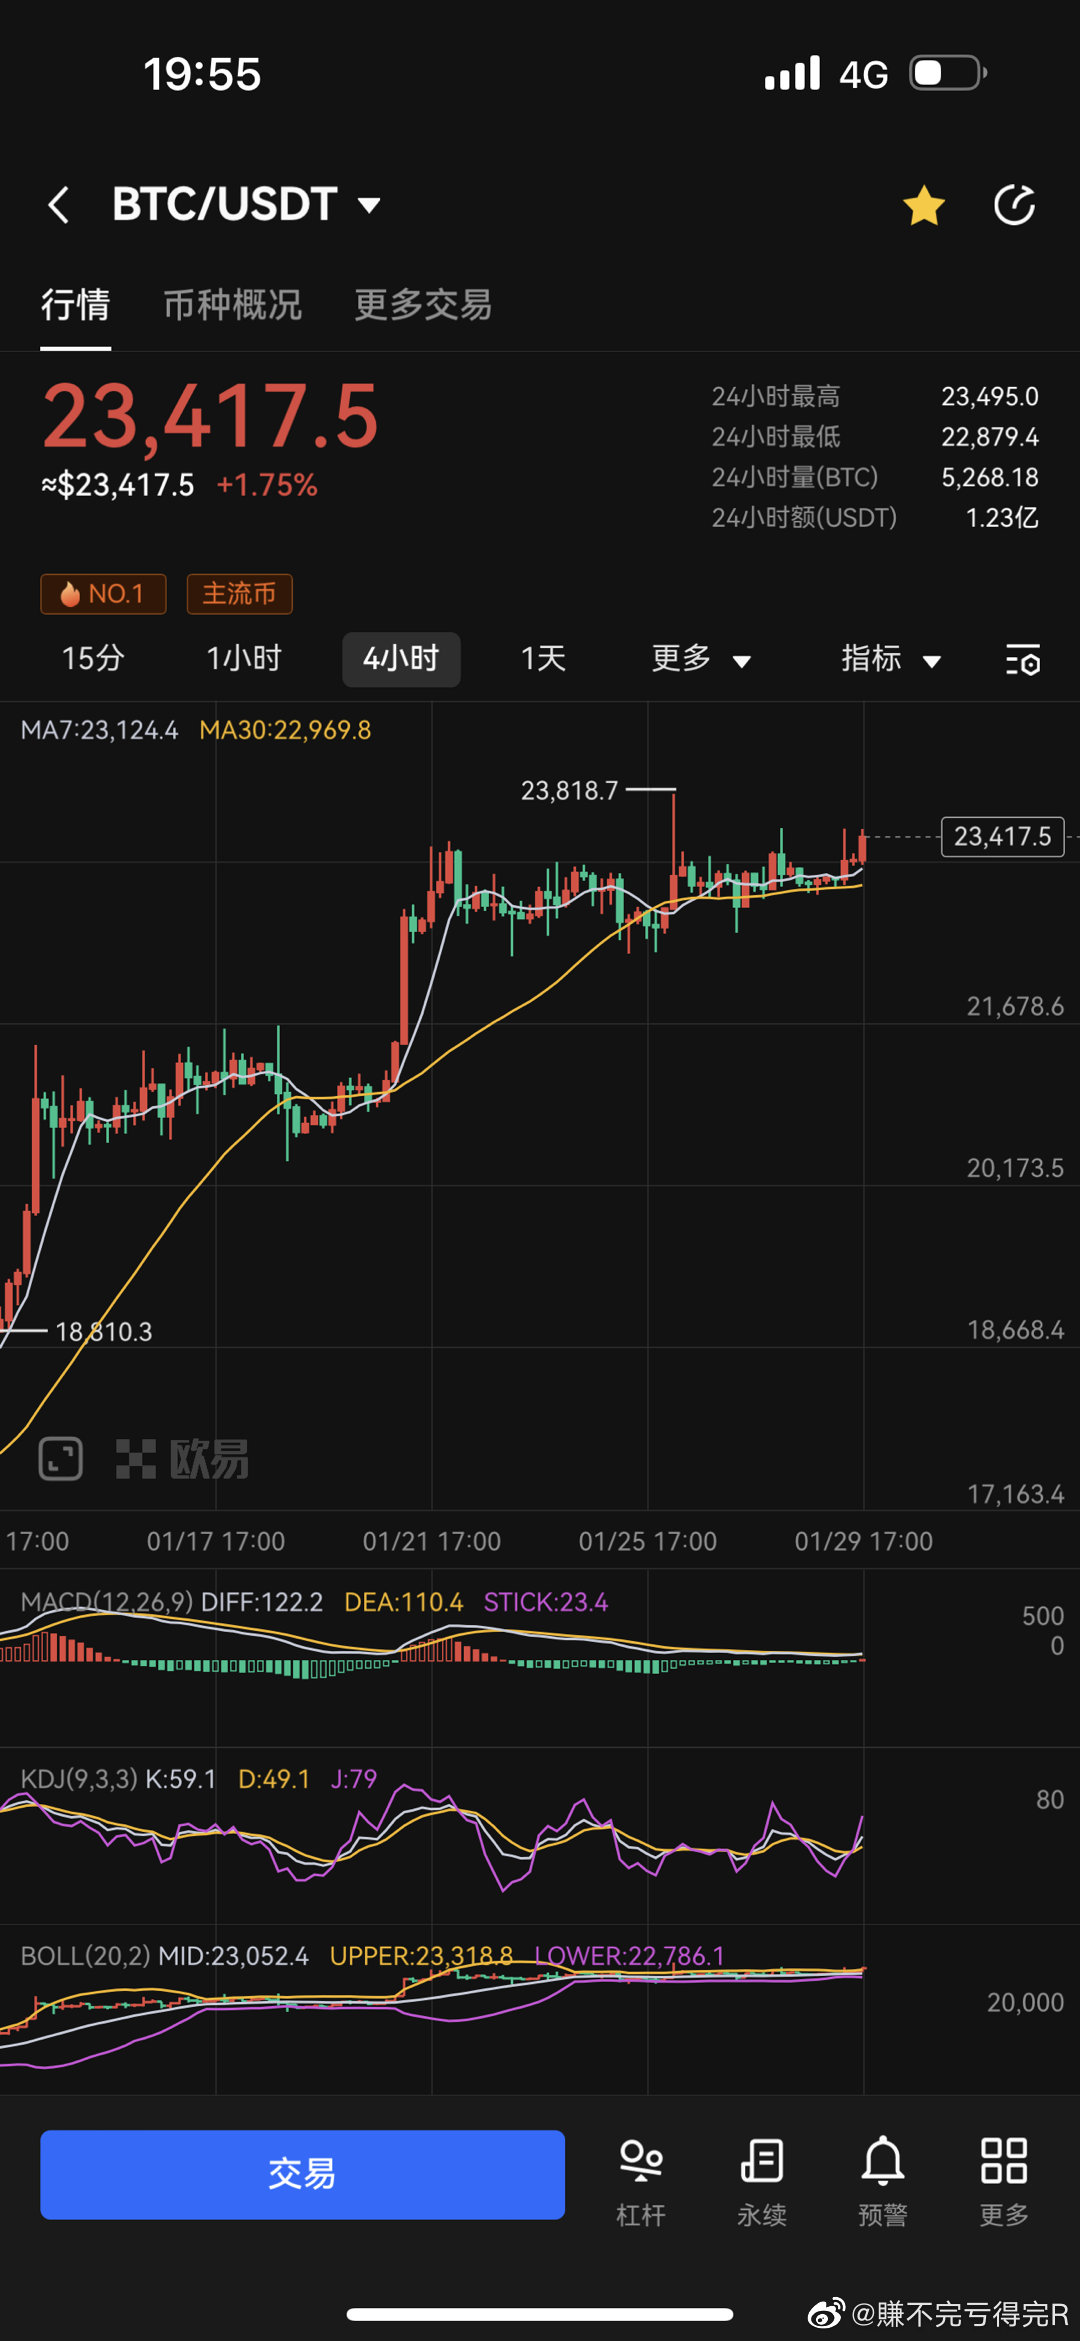 19:55 4G
BTC/USDT
行情 币种概况 更多交易
23,417.5
≈$23,417.5 +1.75%
24小时最高 23,495.0
24小时最低 22,879.4
24小时量(BTC) 5,268.18
24小时额(USDT) 1.23亿
NO.1 主流币
15分 1小时 4小时 1天 更多 指标
MA7:23,124.4 MA30:22,969.8
23,818.7
23,417.5
21,678.6
20,173.5
18,810.3
18,668.4
欧易
17,163.4
17:00 01/17 17:00 01/21 17:00 01/25 17:00 01/29 17:00
MACD(12,26,9) DIFF:122.2 DEA:110.4 STICK:23.4
500
0
KDJ(9,3,3) K:59.1 D:49.1 J:79
80
BOLL(20,2) MID:23,052.4 UPPER:23,318.8 LOWER:22,786.1
20,000
交易
杠杆 永续 预警 更多
@賺不完亏得完R